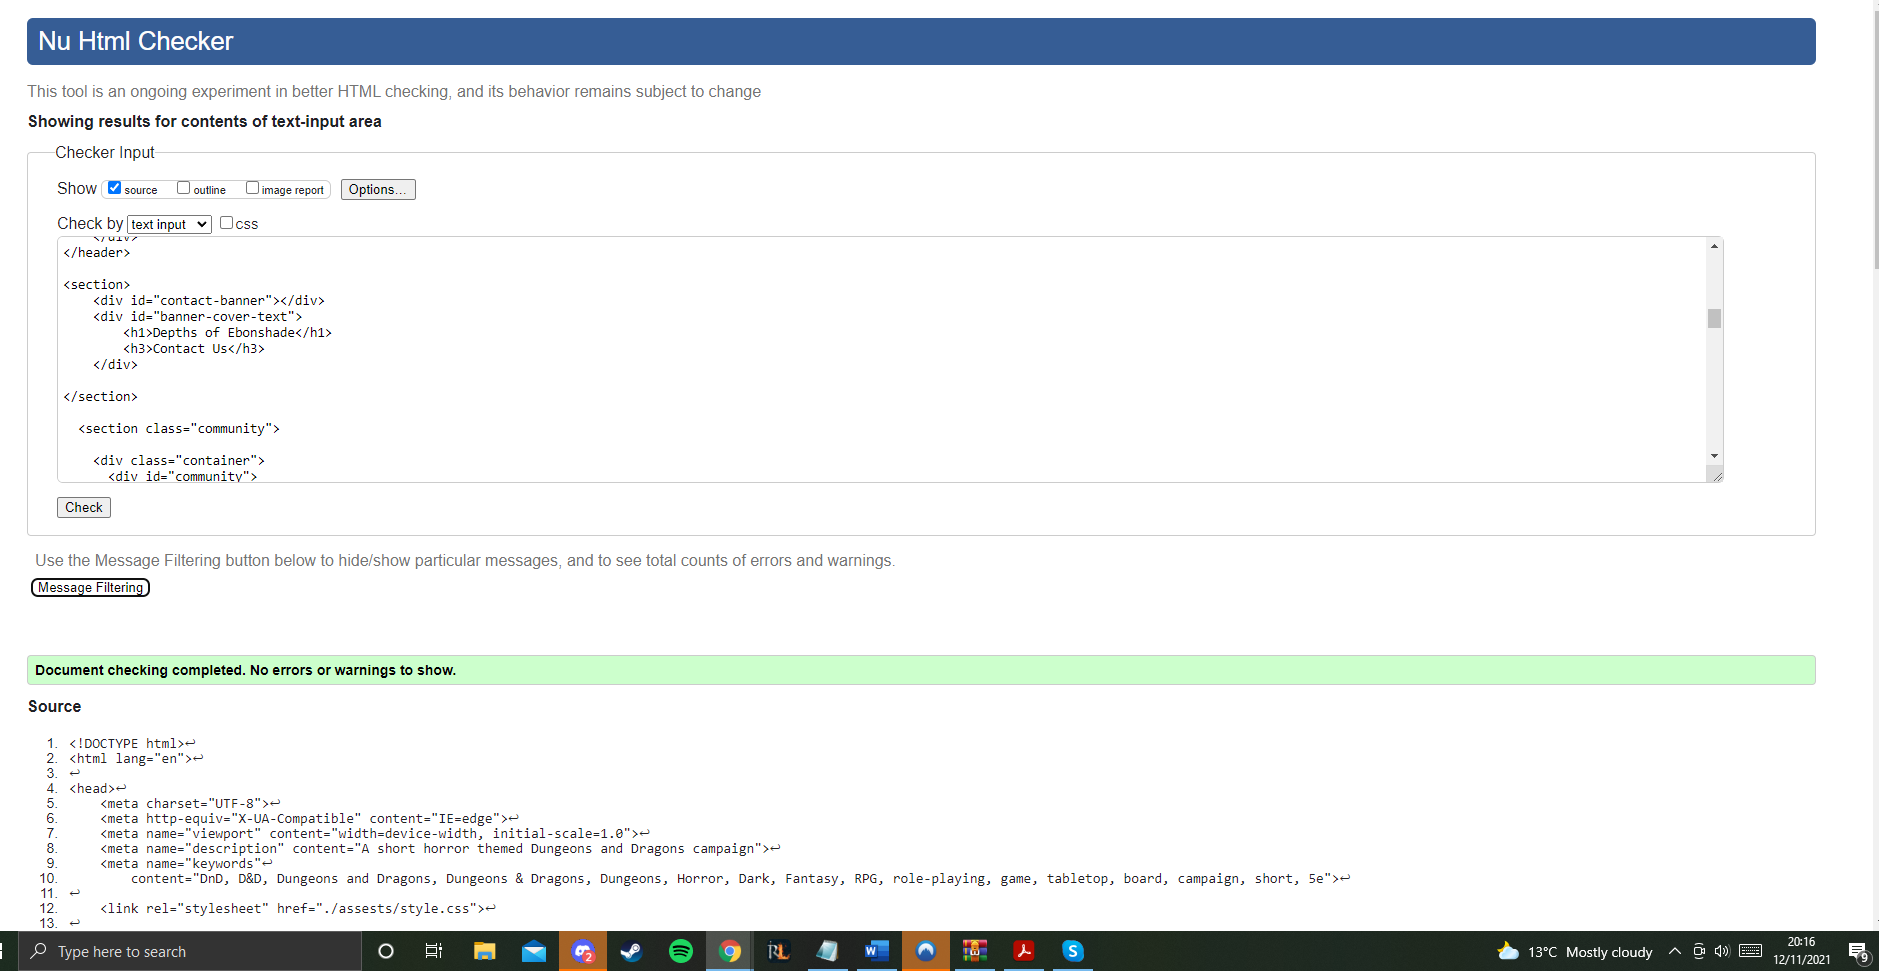 Nu Html Checker
This tool is an ongoing experiment in better HTML checking, and its behavior remains subject to change
Showing results for contents of text-input area
Checker Input
Show source outline image report Options...
Check by text input css
</div>
</header>
<section>
<div id="contact-banner"></div>
<div id="banner-cover-text">
<h1>Depths of Ebonshade</h1>
<h3>Contact Us</h3>
</div>
</section>
<section class="community">
<div class="container">
<div id="community">
Check
Use the Message Filtering button below to hide/show particular messages, and to see total counts of errors and warnings.
Message Filtering
Document checking completed. No errors or warnings to show.
Source
1. <!DOCTYPE html>↩
2. <html lang="en">↩
3. ↩
4. <head>↩
5. <meta charset="UTF-8">↩
6. <meta http-equiv="X-UA-Compatible" content="IE=edge">↩
7. <meta name="viewport" content="width=device-width, initial-scale=1.0">↩
8. <meta name="description" content="A short horror themed Dungeons and Dragons campaign">↩
9. <meta name="keywords"↩
10. content="DnD, D&D, Dungeons and Dragons, Dungeons & Dragons, Dungeons, Horror, Dark, Fantasy, RPG, role-playing, game, tabletop, board, campaign, short, 5e">↩
11. ↩
12. <link rel="stylesheet" href="./assests/style.css">↩
13. ↩
Type here to search
2
RL
W
S
13°C Mostly cloudy
20:16
12/11/2021
9